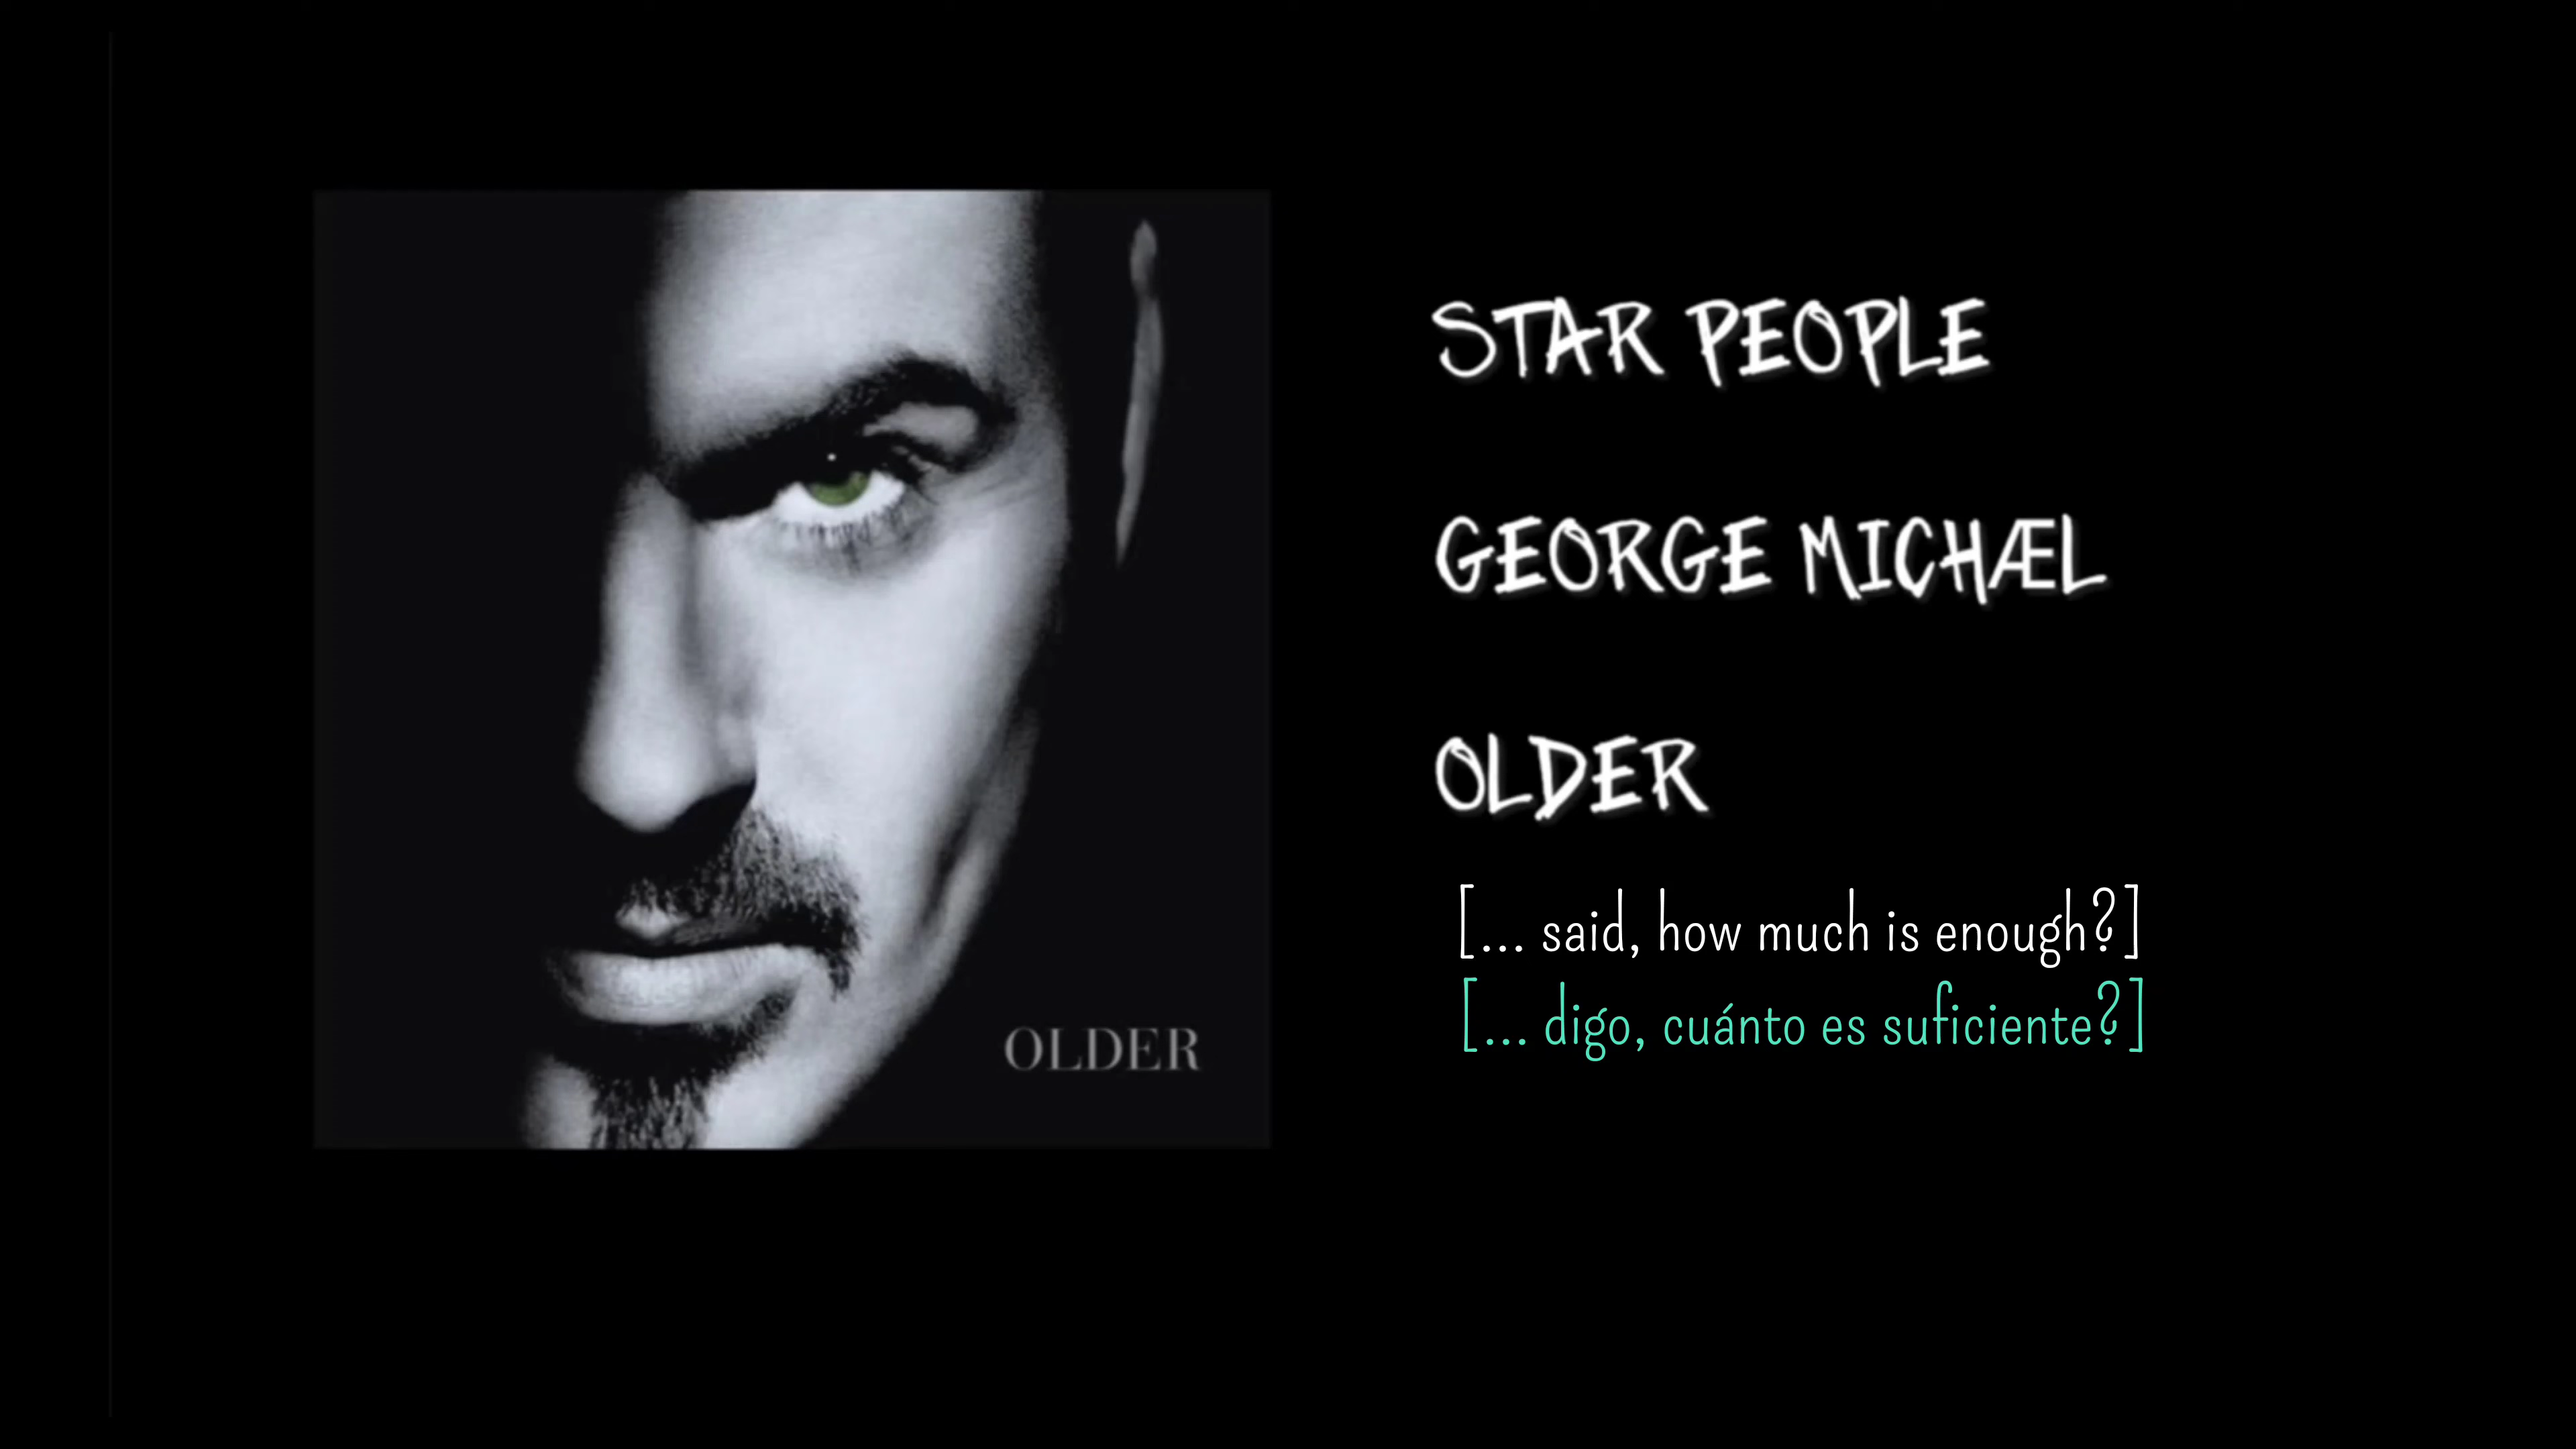 STAR PEOPLE
GEORGE MICHÆL
OLDER
[... said, how much is enough?]
[... digo, cuánto es suficiente?]
OLDER